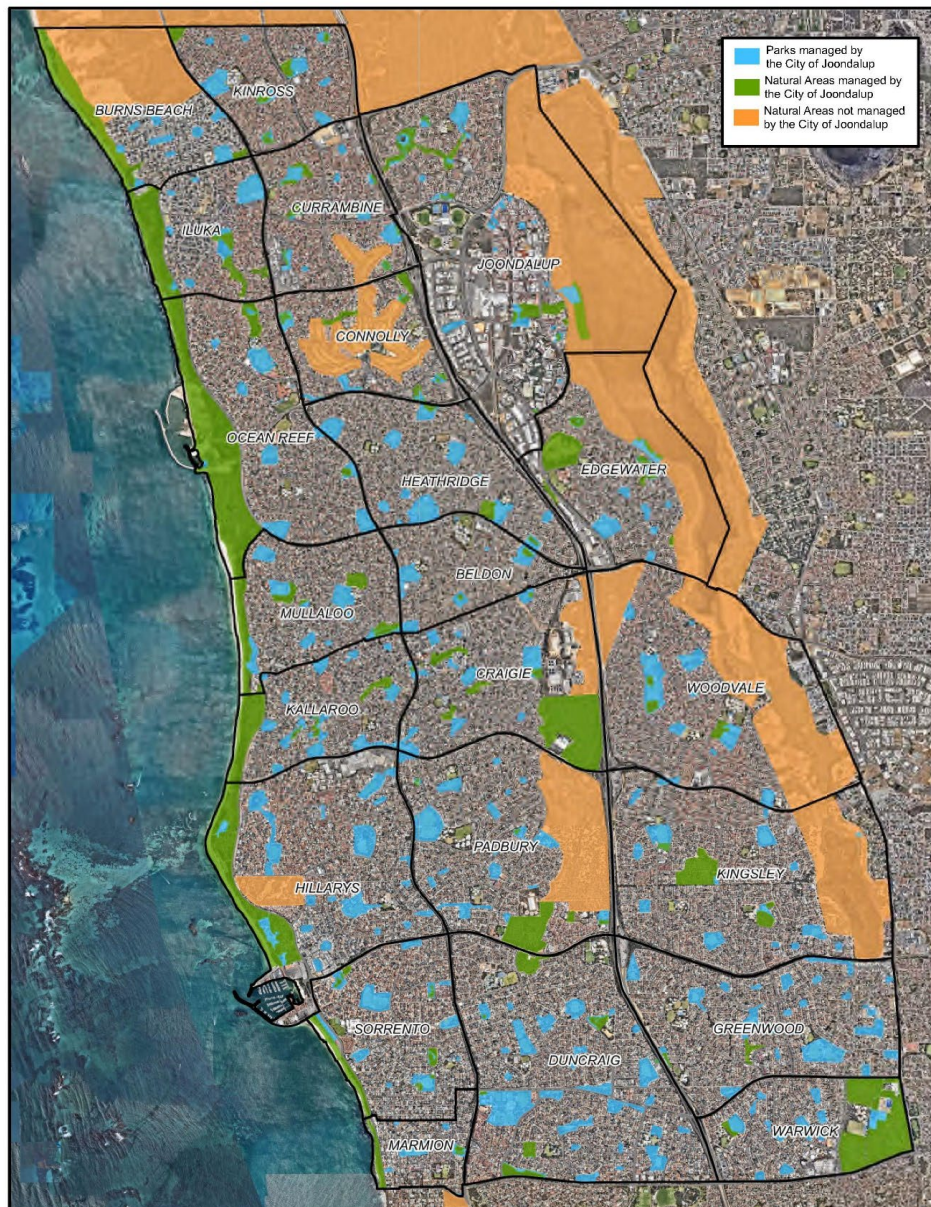 Parks managed by
the City of Joondalup
Natural Areas managed by
the City of Joondalup
Natural Areas not managed
by the City of Joondalup
BURNS BEACH
KINROSS
CURRAMBINE
ILUKA
JOONDALUP
CONNOLLY
OCEAN REEF
EDGEWATER
HEATHRIDGE
BELDON
MULLALOO
CRAIGIE
WOODVALE
KALLAROO
PADBURY
KINGSLEY
HILLARYS
SORRENTO
GREENWOOD
DUNCRAIG
WARWICK
MARMION